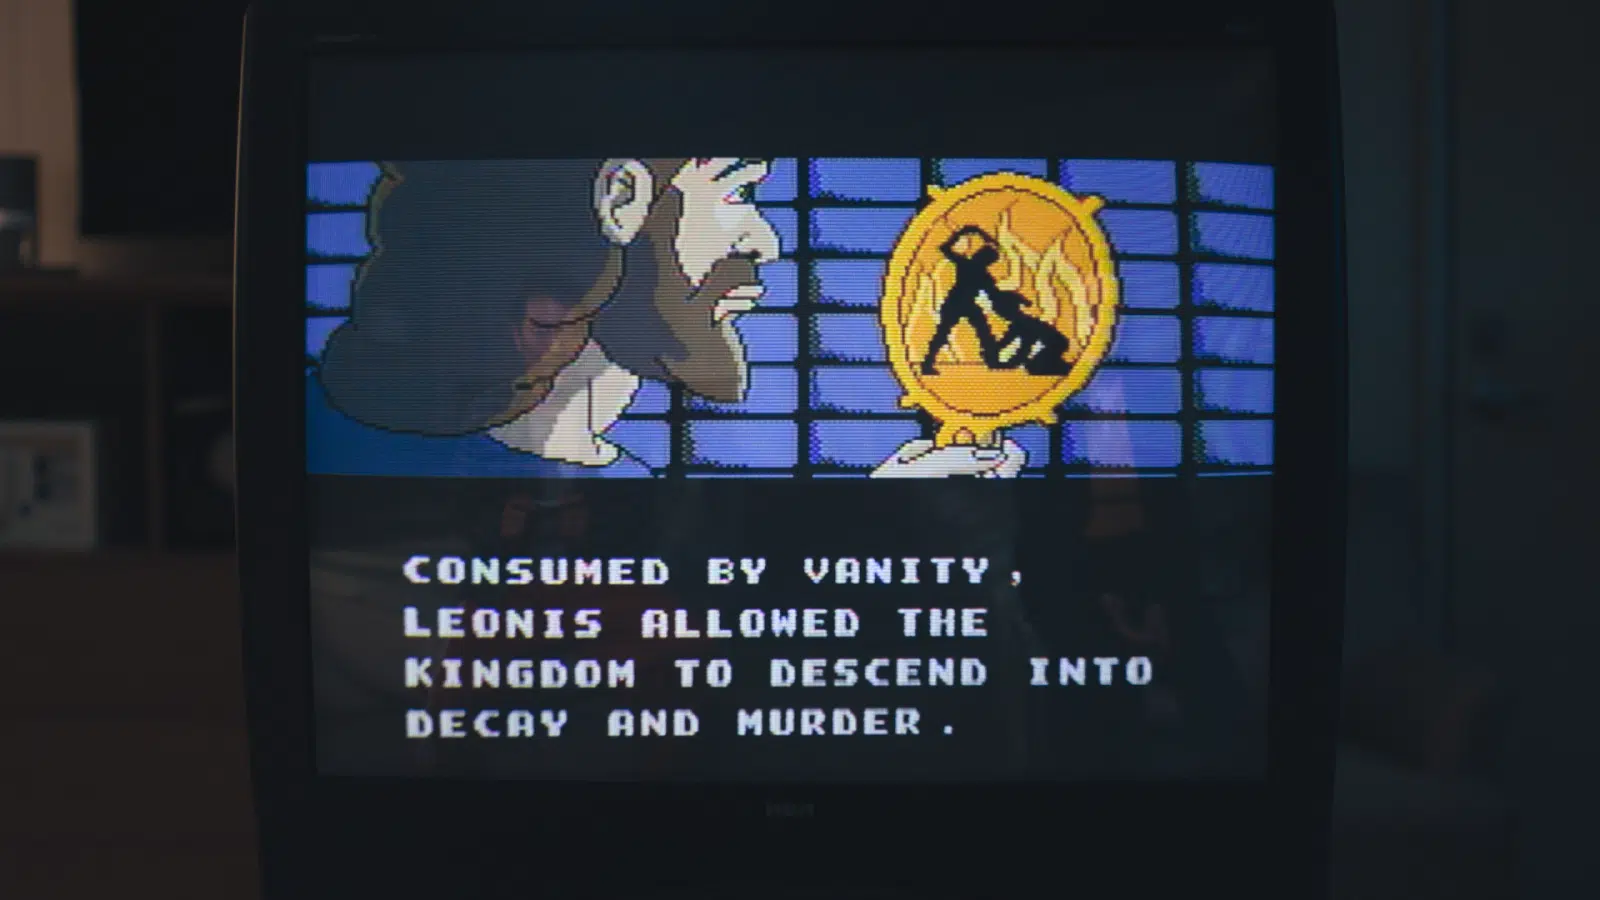 CONSUMED BY VANITY,
LEONIS ALLOWED THE
KINGDOM TO DESCEND INTO
DECAY AND MURDER.